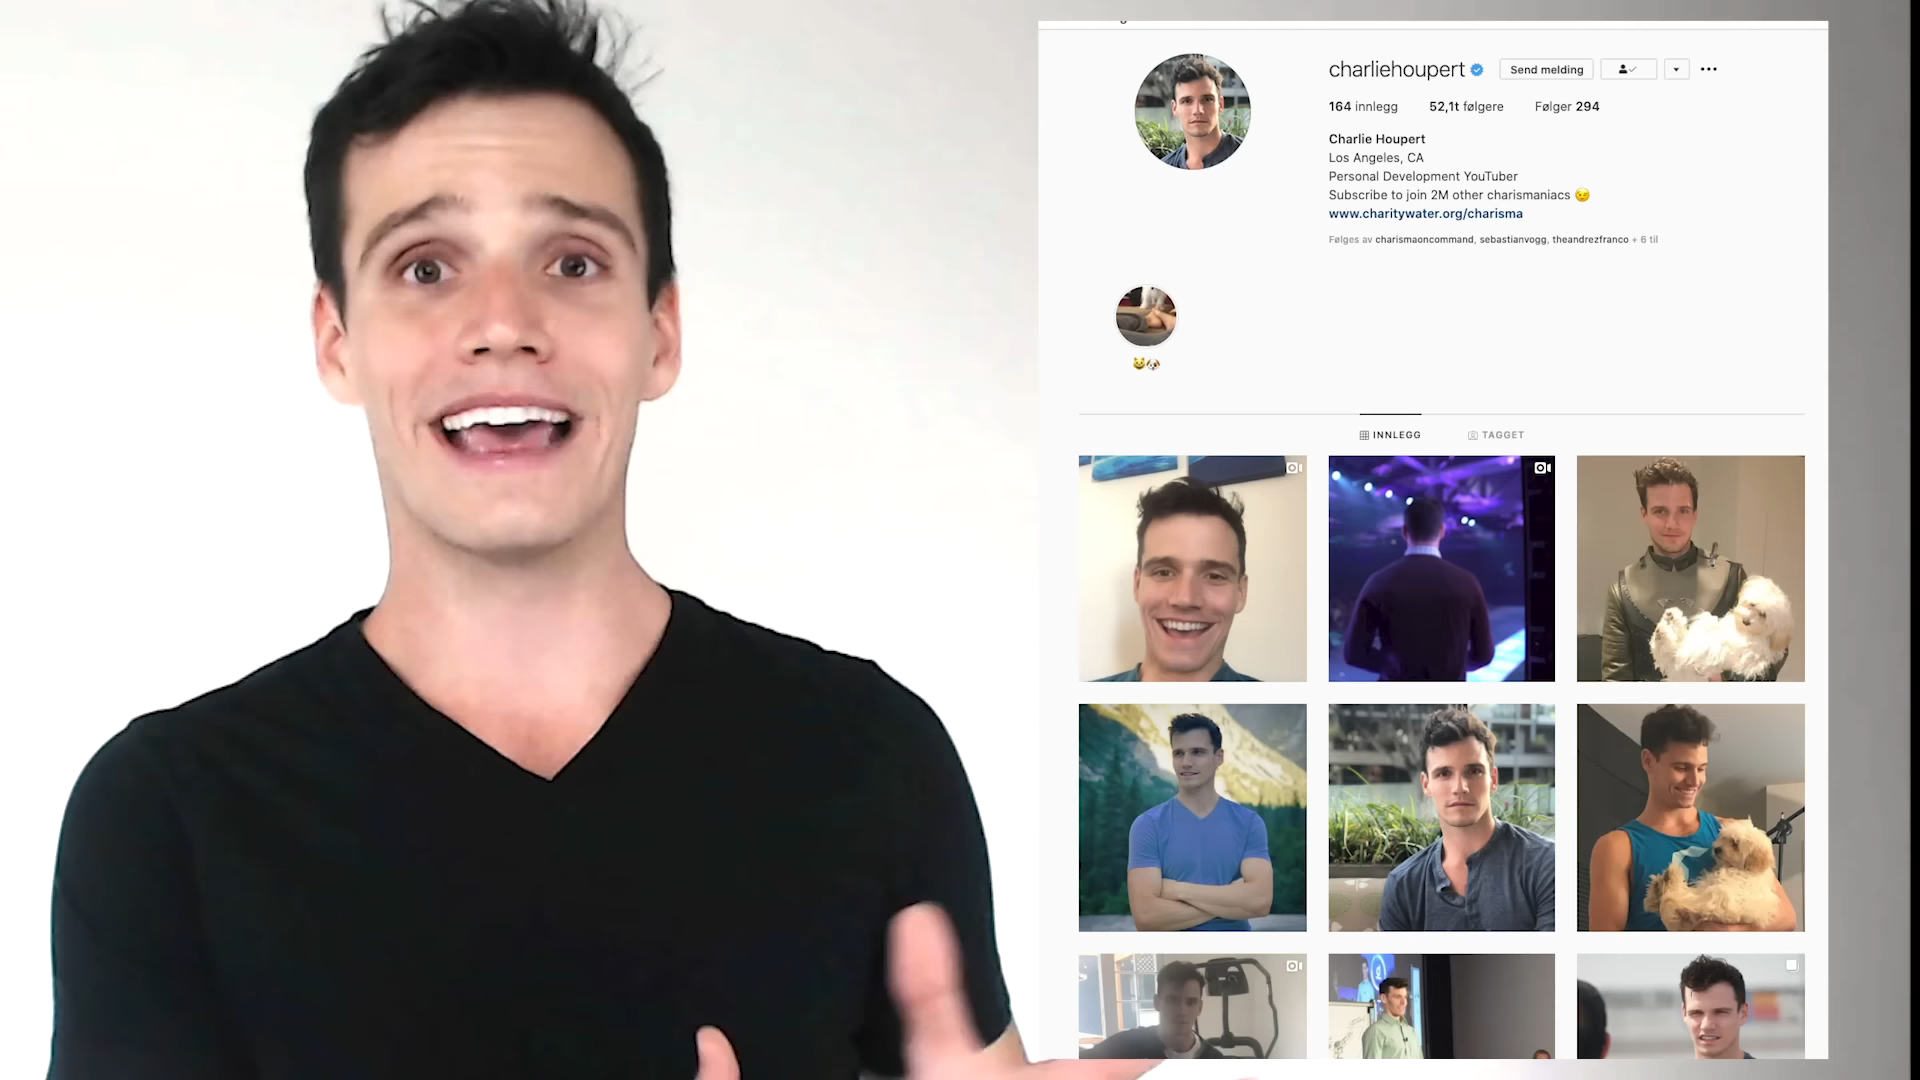 charliehoupert Send melding
164 innlegg 52,1t følgere Følger 294
Charlie Houpert
Los Angeles, CA
Personal Development YouTuber
Subscribe to join 2M other charismaniacs 😉
www.charitywater.org/charisma
Følges av charismaoncommand, sebastianvogg, theandrezfranco + 6 til
😺🐶
INNLEGG TAGGET